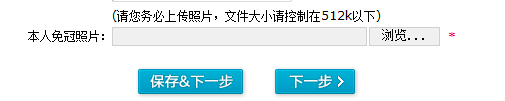 (请您务必上传照片，文件大小请控制在512k以下)
本人免冠照片： 浏览... *
保存&下一步 下一步